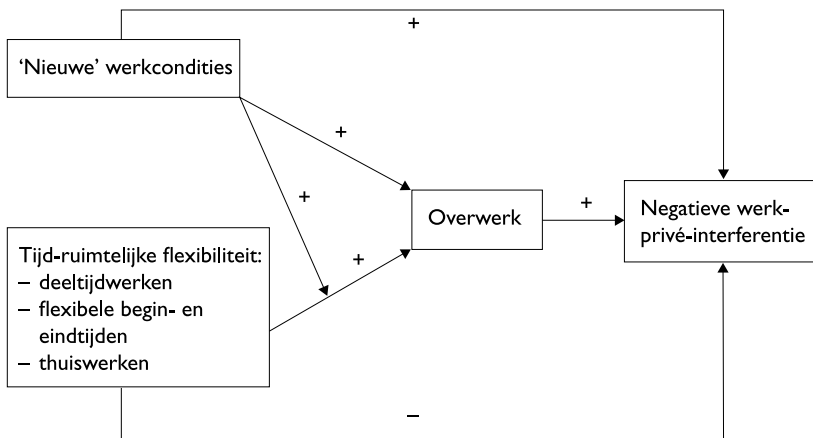 +
‘Nieuwe’ werkcondities
+
+
Overwerk
+
Negatieve werk-
privé-interferentie
Tijd-ruimtelijke flexibiliteit:
– deeltijdwerken
– flexibele begin- en
eindtijden
– thuiswerken
+
–